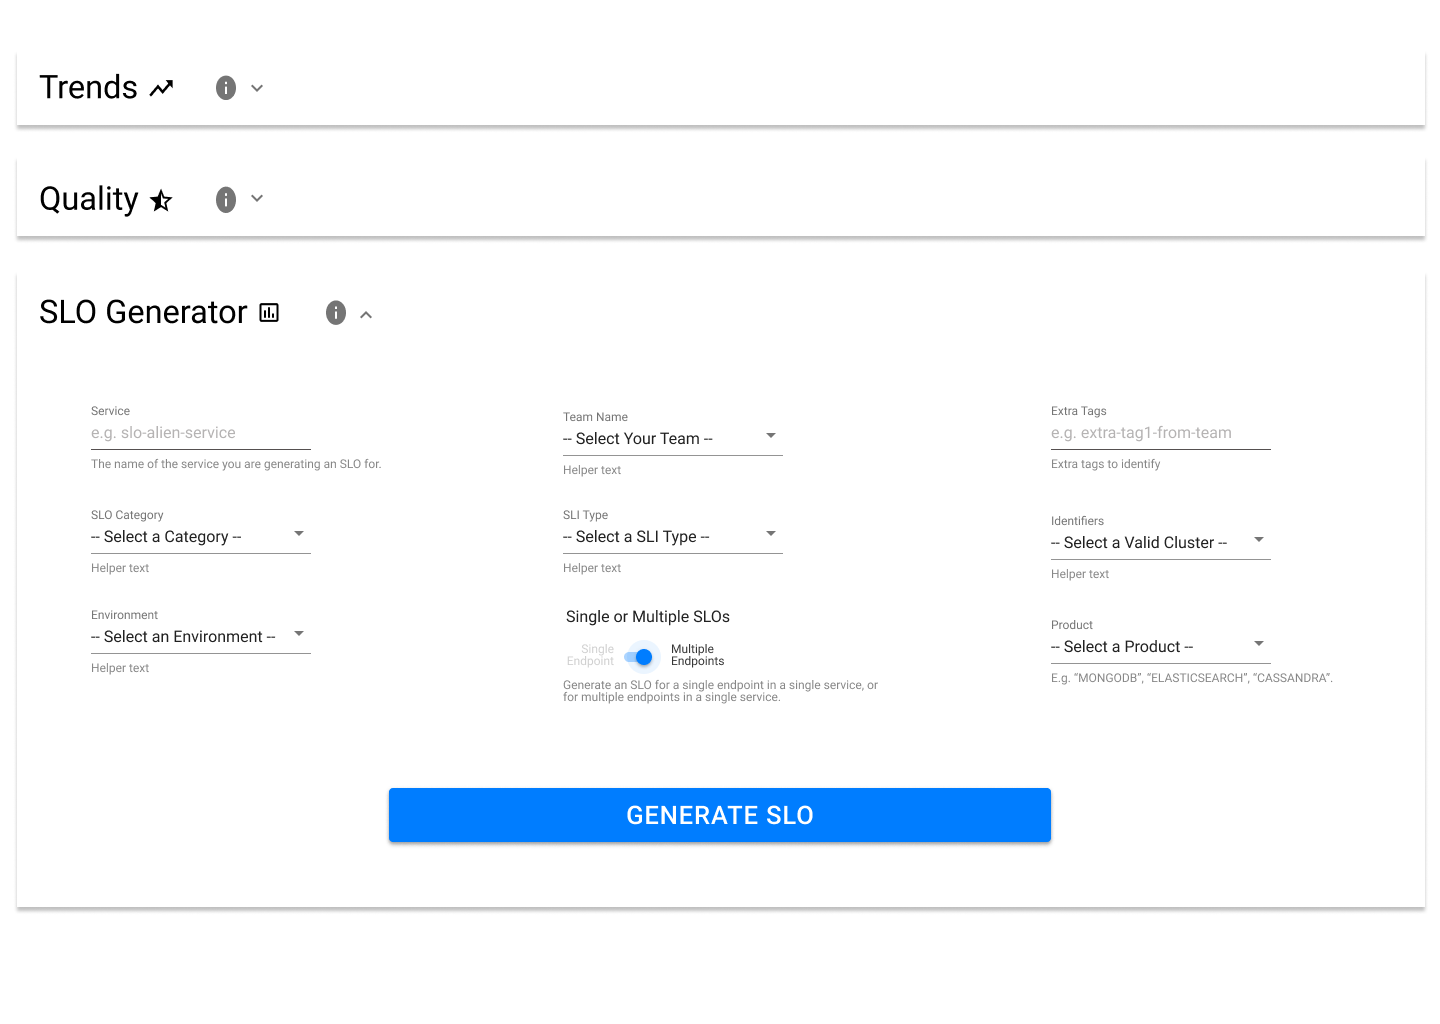 Trends
Quality
SLO Generator
Service
e.g. slo-alien-service
The name of the service you are generating an SLO for.
Team Name
-- Select Your Team --
Helper text
Extra Tags
e.g. extra-tag1-from-team
Extra tags to identify
SLO Category
-- Select a Category --
Helper text
SLI Type
-- Select a SLI Type --
Helper text
Identifiers
-- Select a Valid Cluster --
Helper text
Environment
-- Select an Environment --
Helper text
Single or Multiple SLOs
Single
Endpoint
Multiple
Endpoints
Generate an SLO for a single endpoint in a single service, or
for multiple endpoints in a single service.
Product
-- Select a Product --
E.g. “MONGODB”, “ELASTICSEARCH”, “CASSANDRA”.
GENERATE SLO